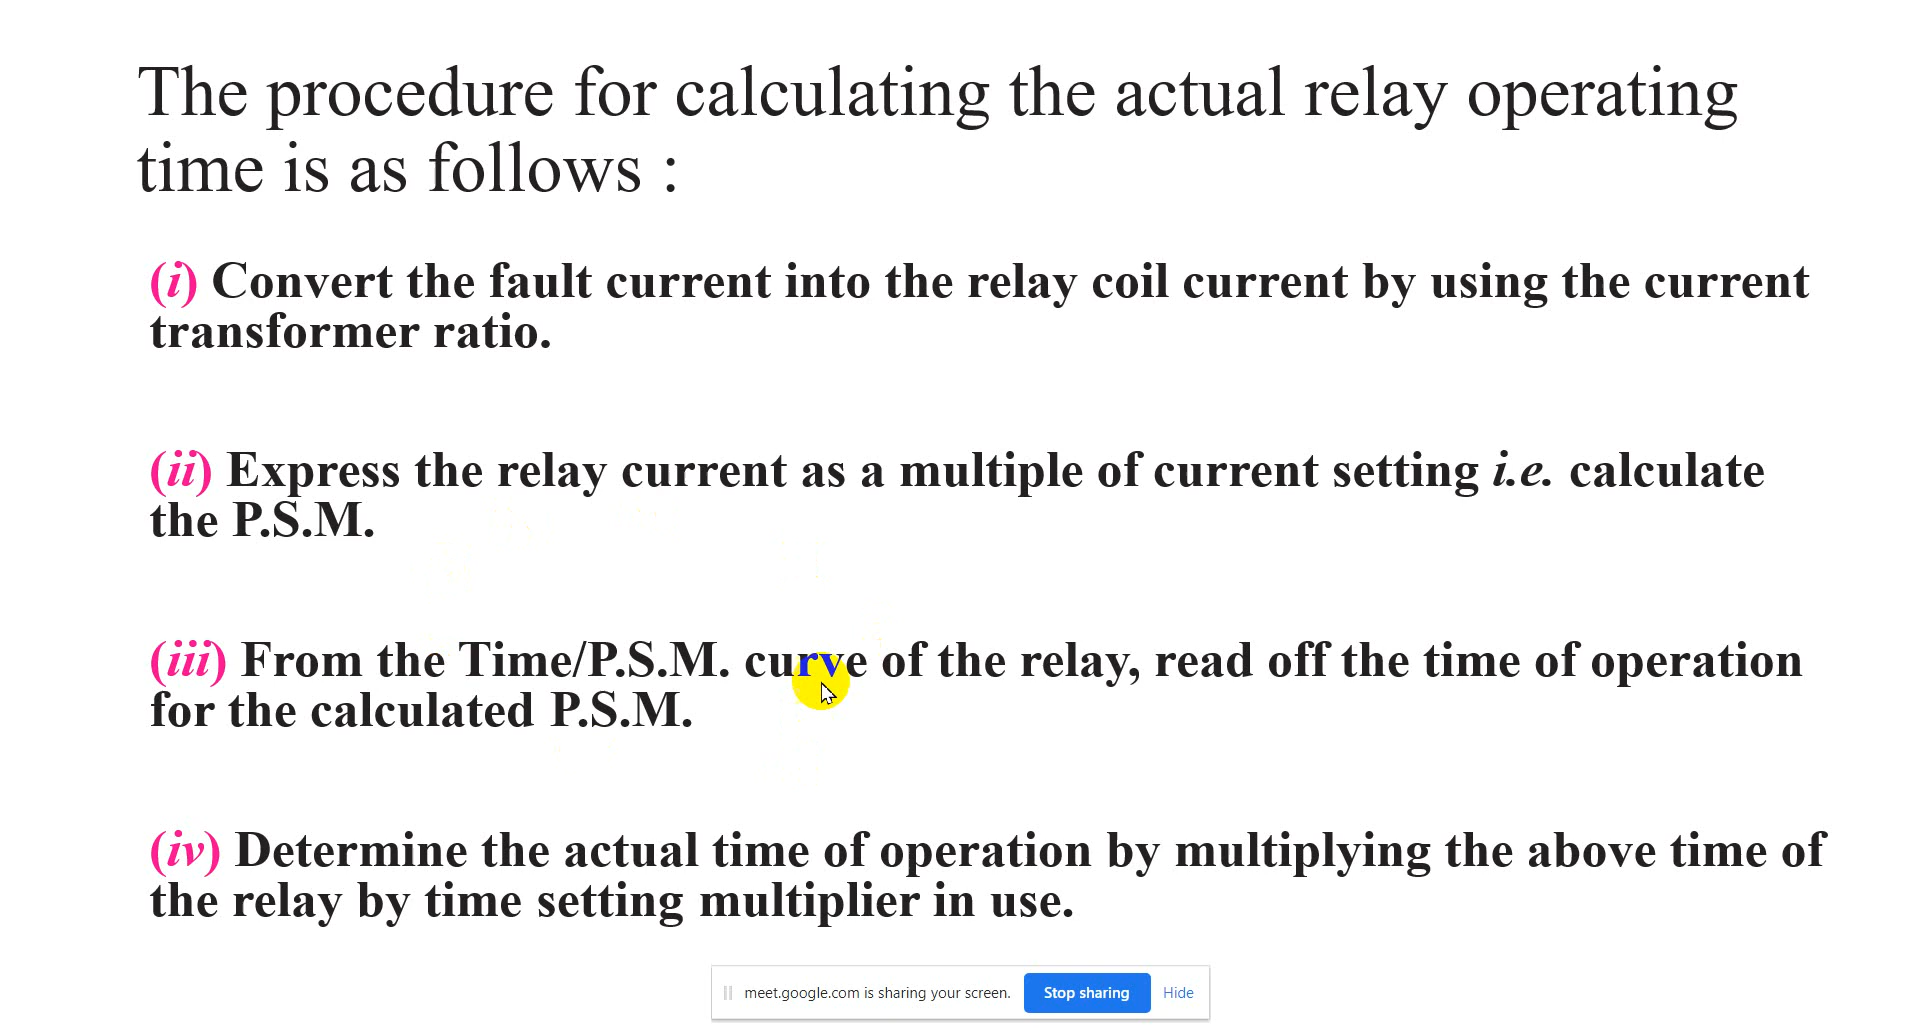 The procedure for calculating the actual relay operating
time is as follows :
(i) Convert the fault current into the relay coil current by using the current
transformer ratio.
(ii) Express the relay current as a multiple of current setting i.e. calculate
the P.S.M.
(iii) From the Time/P.S.M. curve of the relay, read off the time of operation
for the calculated P.S.M.
(iv) Determine the actual time of operation by multiplying the above time of
the relay by time setting multiplier in use.
meet.google.com is sharing your screen. Stop sharing Hide